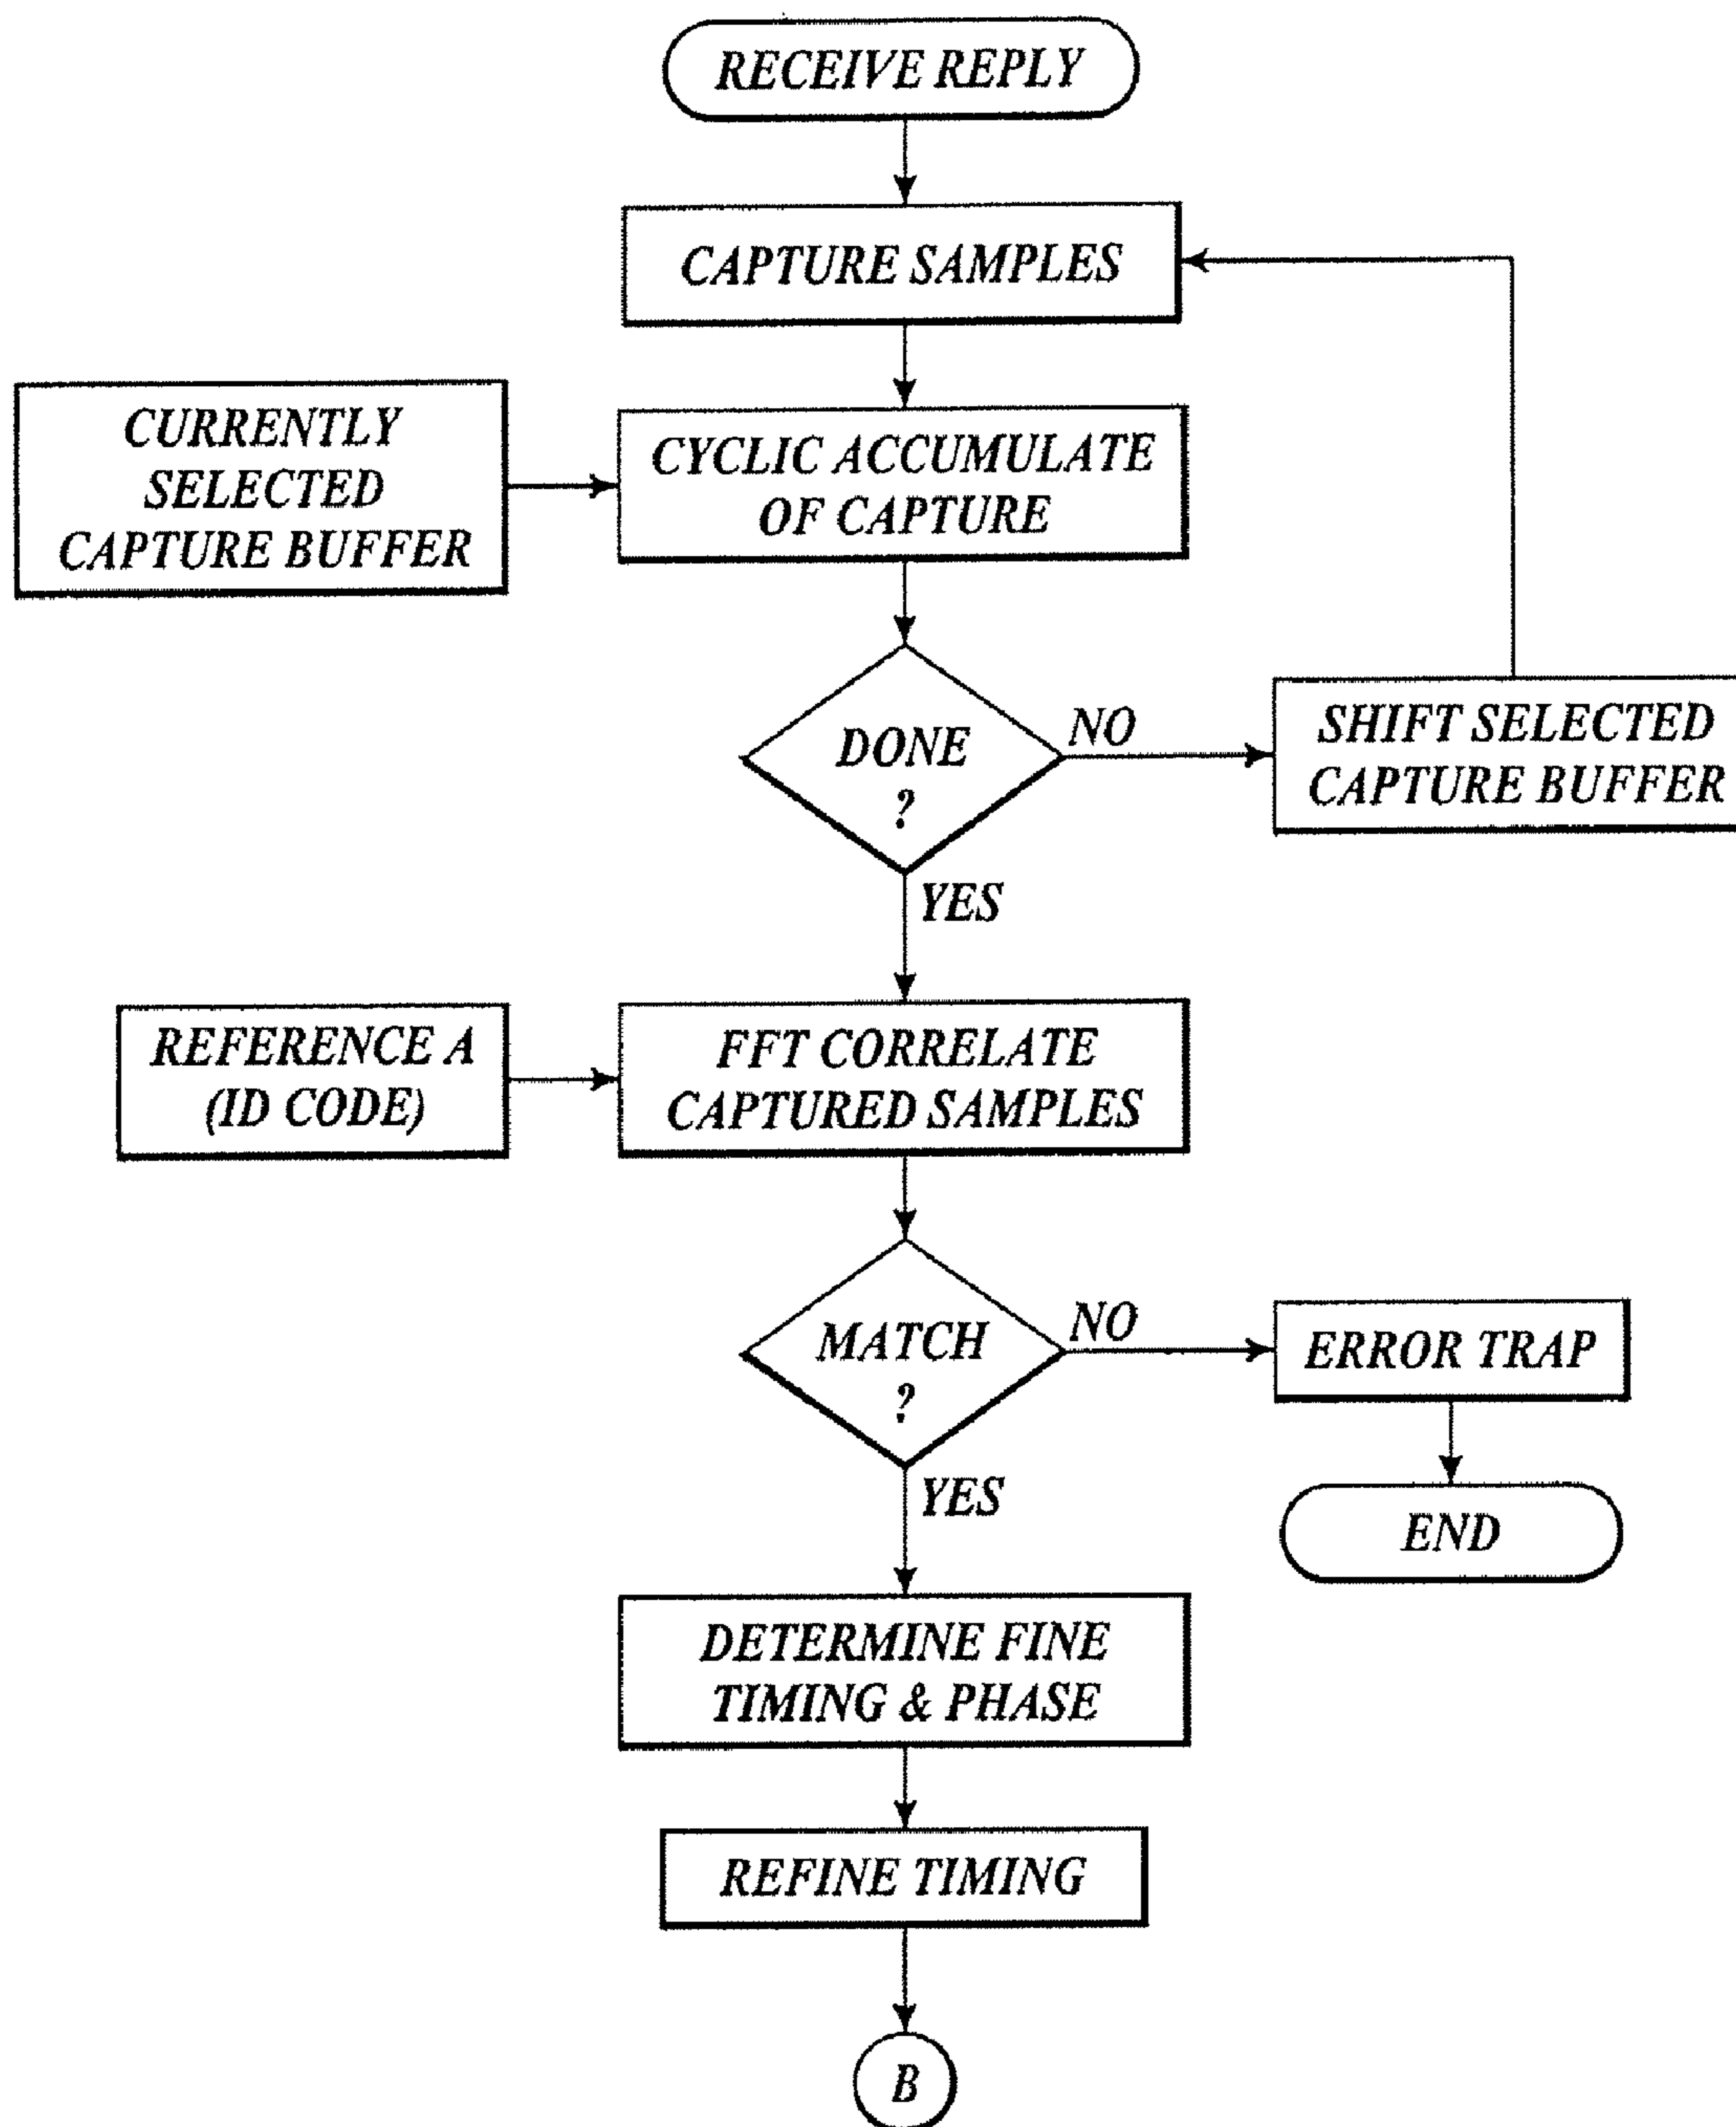 RECEIVE REPLY
CAPTURE SAMPLES
CURRENTLY
SELECTED
CAPTURE BUFFER
CYCLIC ACCUMULATE
OF CAPTURE
DONE
?
NO
SHIFT SELECTED
CAPTURE BUFFER
YES
REFERENCE A
(ID CODE)
FFT CORRELATE
CAPTURED SAMPLES
MATCH
?
NO
ERROR TRAP
END
YES
DETERMINE FINE
TIMING & PHASE
REFINE TIMING
B